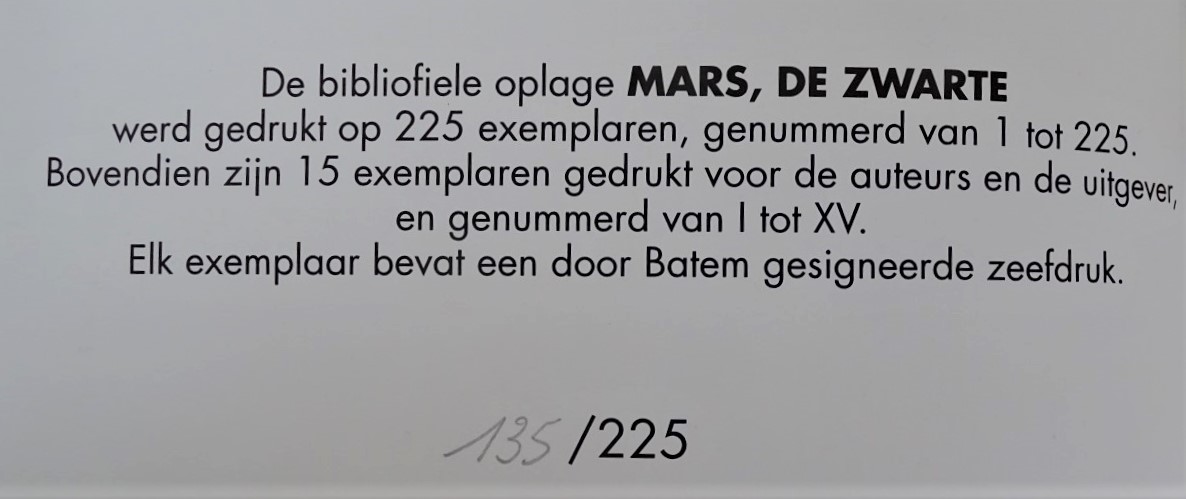 De bibliofiele oplage MARS, DE ZWARTE
werd gedrukt op 225 exemplaren, genummerd van 1 tot 225.
Bovendien zijn 15 exemplaren gedrukt voor de auteurs en de uitgever,
en genummerd van I tot XV.
Elk exemplaar bevat een door Batem gesigneerde zeefdruk.
135/225